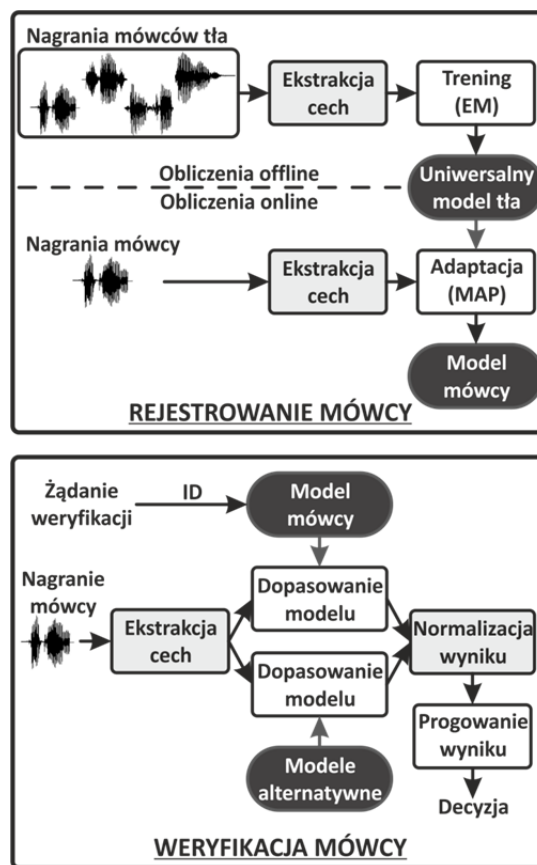 Nagrania mówców tła
Ekstrakcja
cech
Trening
(EM)
Obliczenia offline
Obliczenia online
Uniwersalny
model tła
Nagrania mówcy
Ekstrakcja
cech
Adaptacja
(MAP)
Model
mówcy
REJESTROWANIE MÓWCY
Żądanie
weryfikacji
ID
Model
mówcy
Nagranie
mówcy
Ekstrakcja
cech
Dopasowanie
modelu
Dopasowanie
modelu
Normalizacja
wyniku
Progowanie
wyniku
Modele
alternatywne
Decyzja
WERYFIKACJA MÓWCY